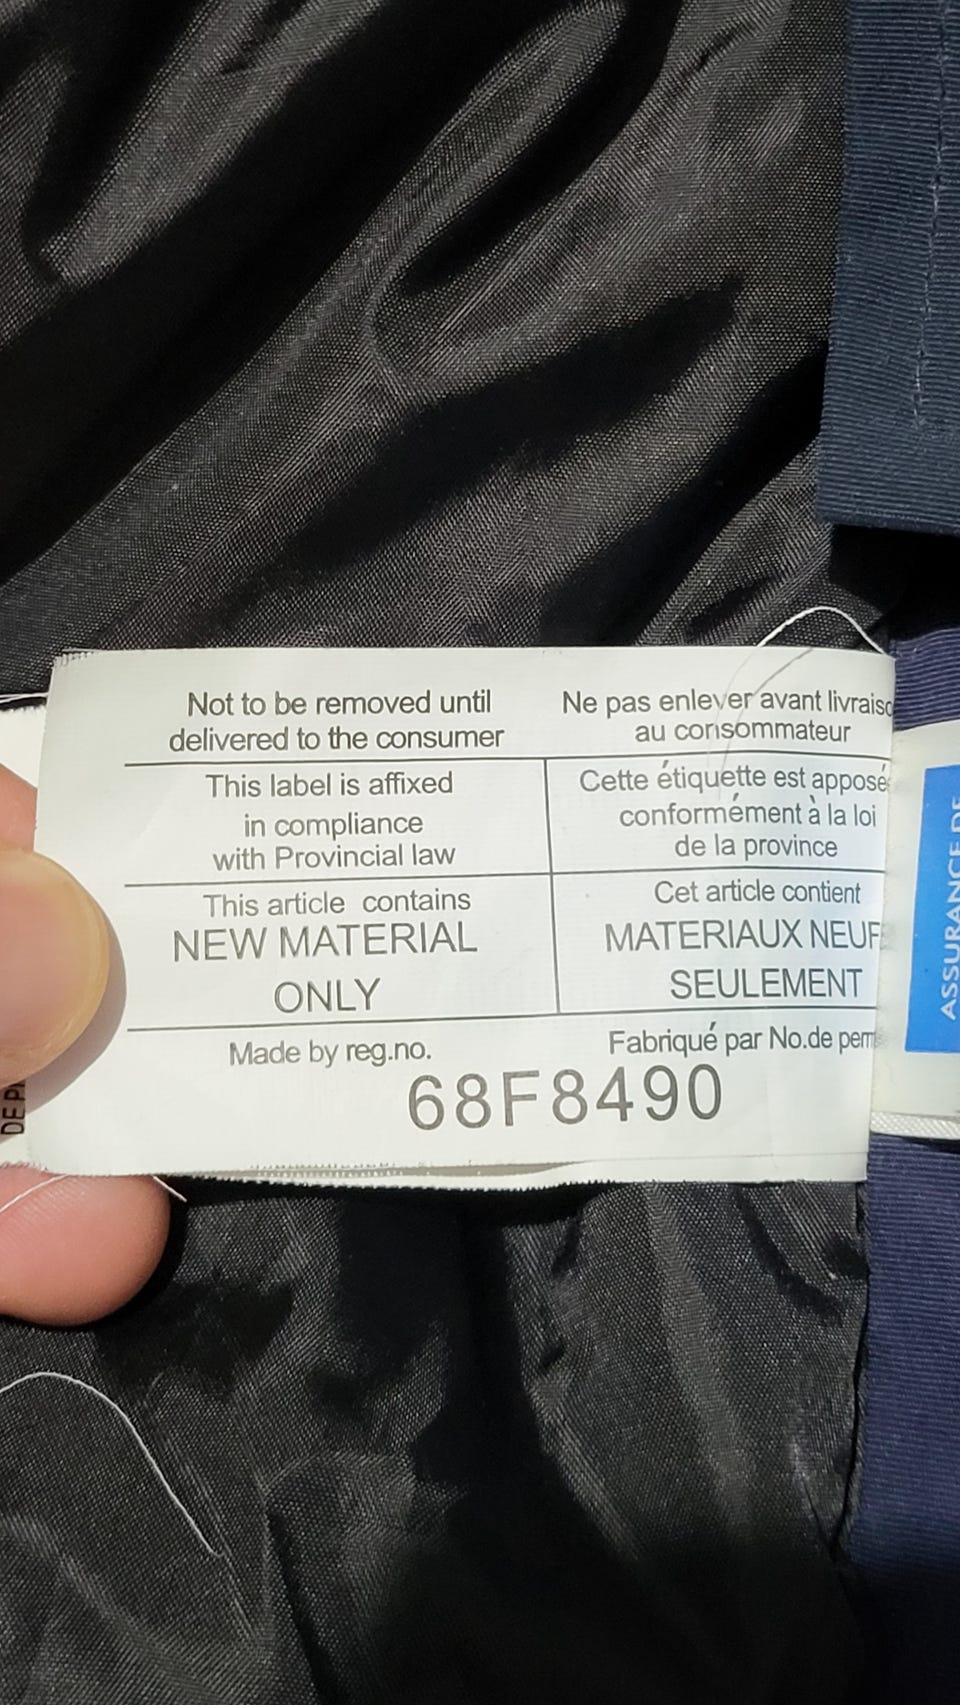 Not to be removed until
delivered to the consumer
Ne pas enlever avant
au consommateur
This label is affixed
in compliance
with Provincial law
Cette étiquette est
conformément à la loi
de la province
This article contains
NEW MATERIAL
ONLY
Cet article contient
MATERIAUX
SEULEMENT
Made by reg.no.
Fabriqué par No.de
68F8490
ASSURANCE DE